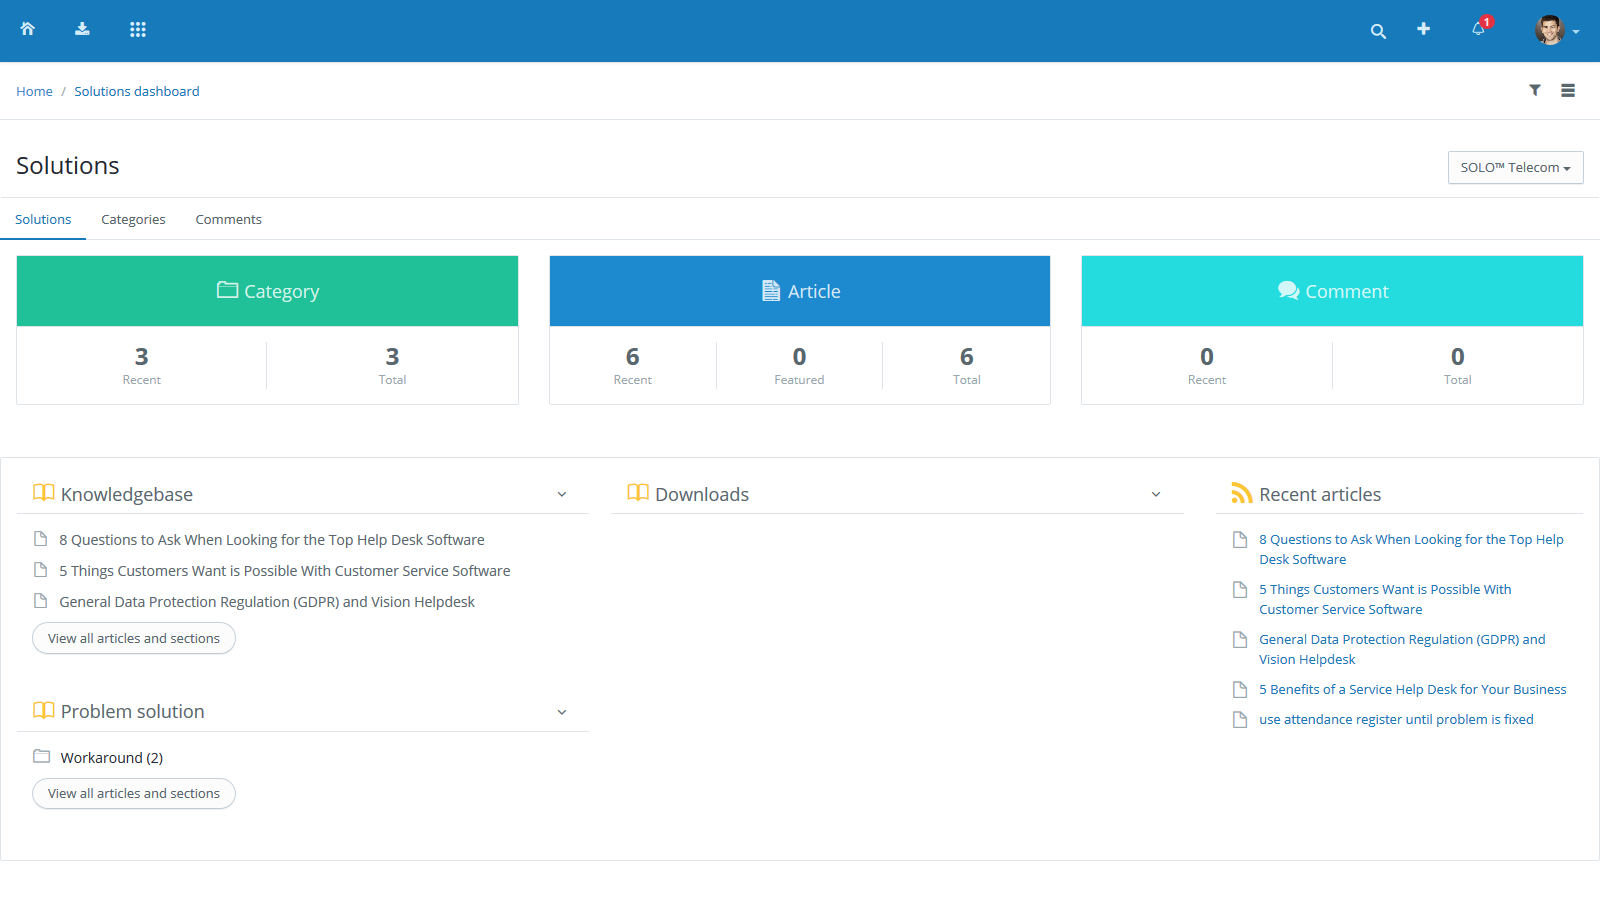 1
Home / Solutions dashboard
Solutions
SOLO™ Telecom
Solutions Categories Comments
Category
3 3
Recent Total
Article
6 0 6
Recent Featured Total
Comment
0 0
Recent Total
Knowledgebase
8 Questions to Ask When Looking for the Top Help Desk Software
5 Things Customers Want is Possible With Customer Service Software
General Data Protection Regulation (GDPR) and Vision Helpdesk
View all articles and sections
Problem solution
Workaround (2)
View all articles and sections
Downloads
Recent articles
8 Questions to Ask When Looking for the Top Help
Desk Software
5 Things Customers Want is Possible With
Customer Service Software
General Data Protection Regulation (GDPR) and
Vision Helpdesk
5 Benefits of a Service Help Desk for Your Business
use attendance register until problem is fixed